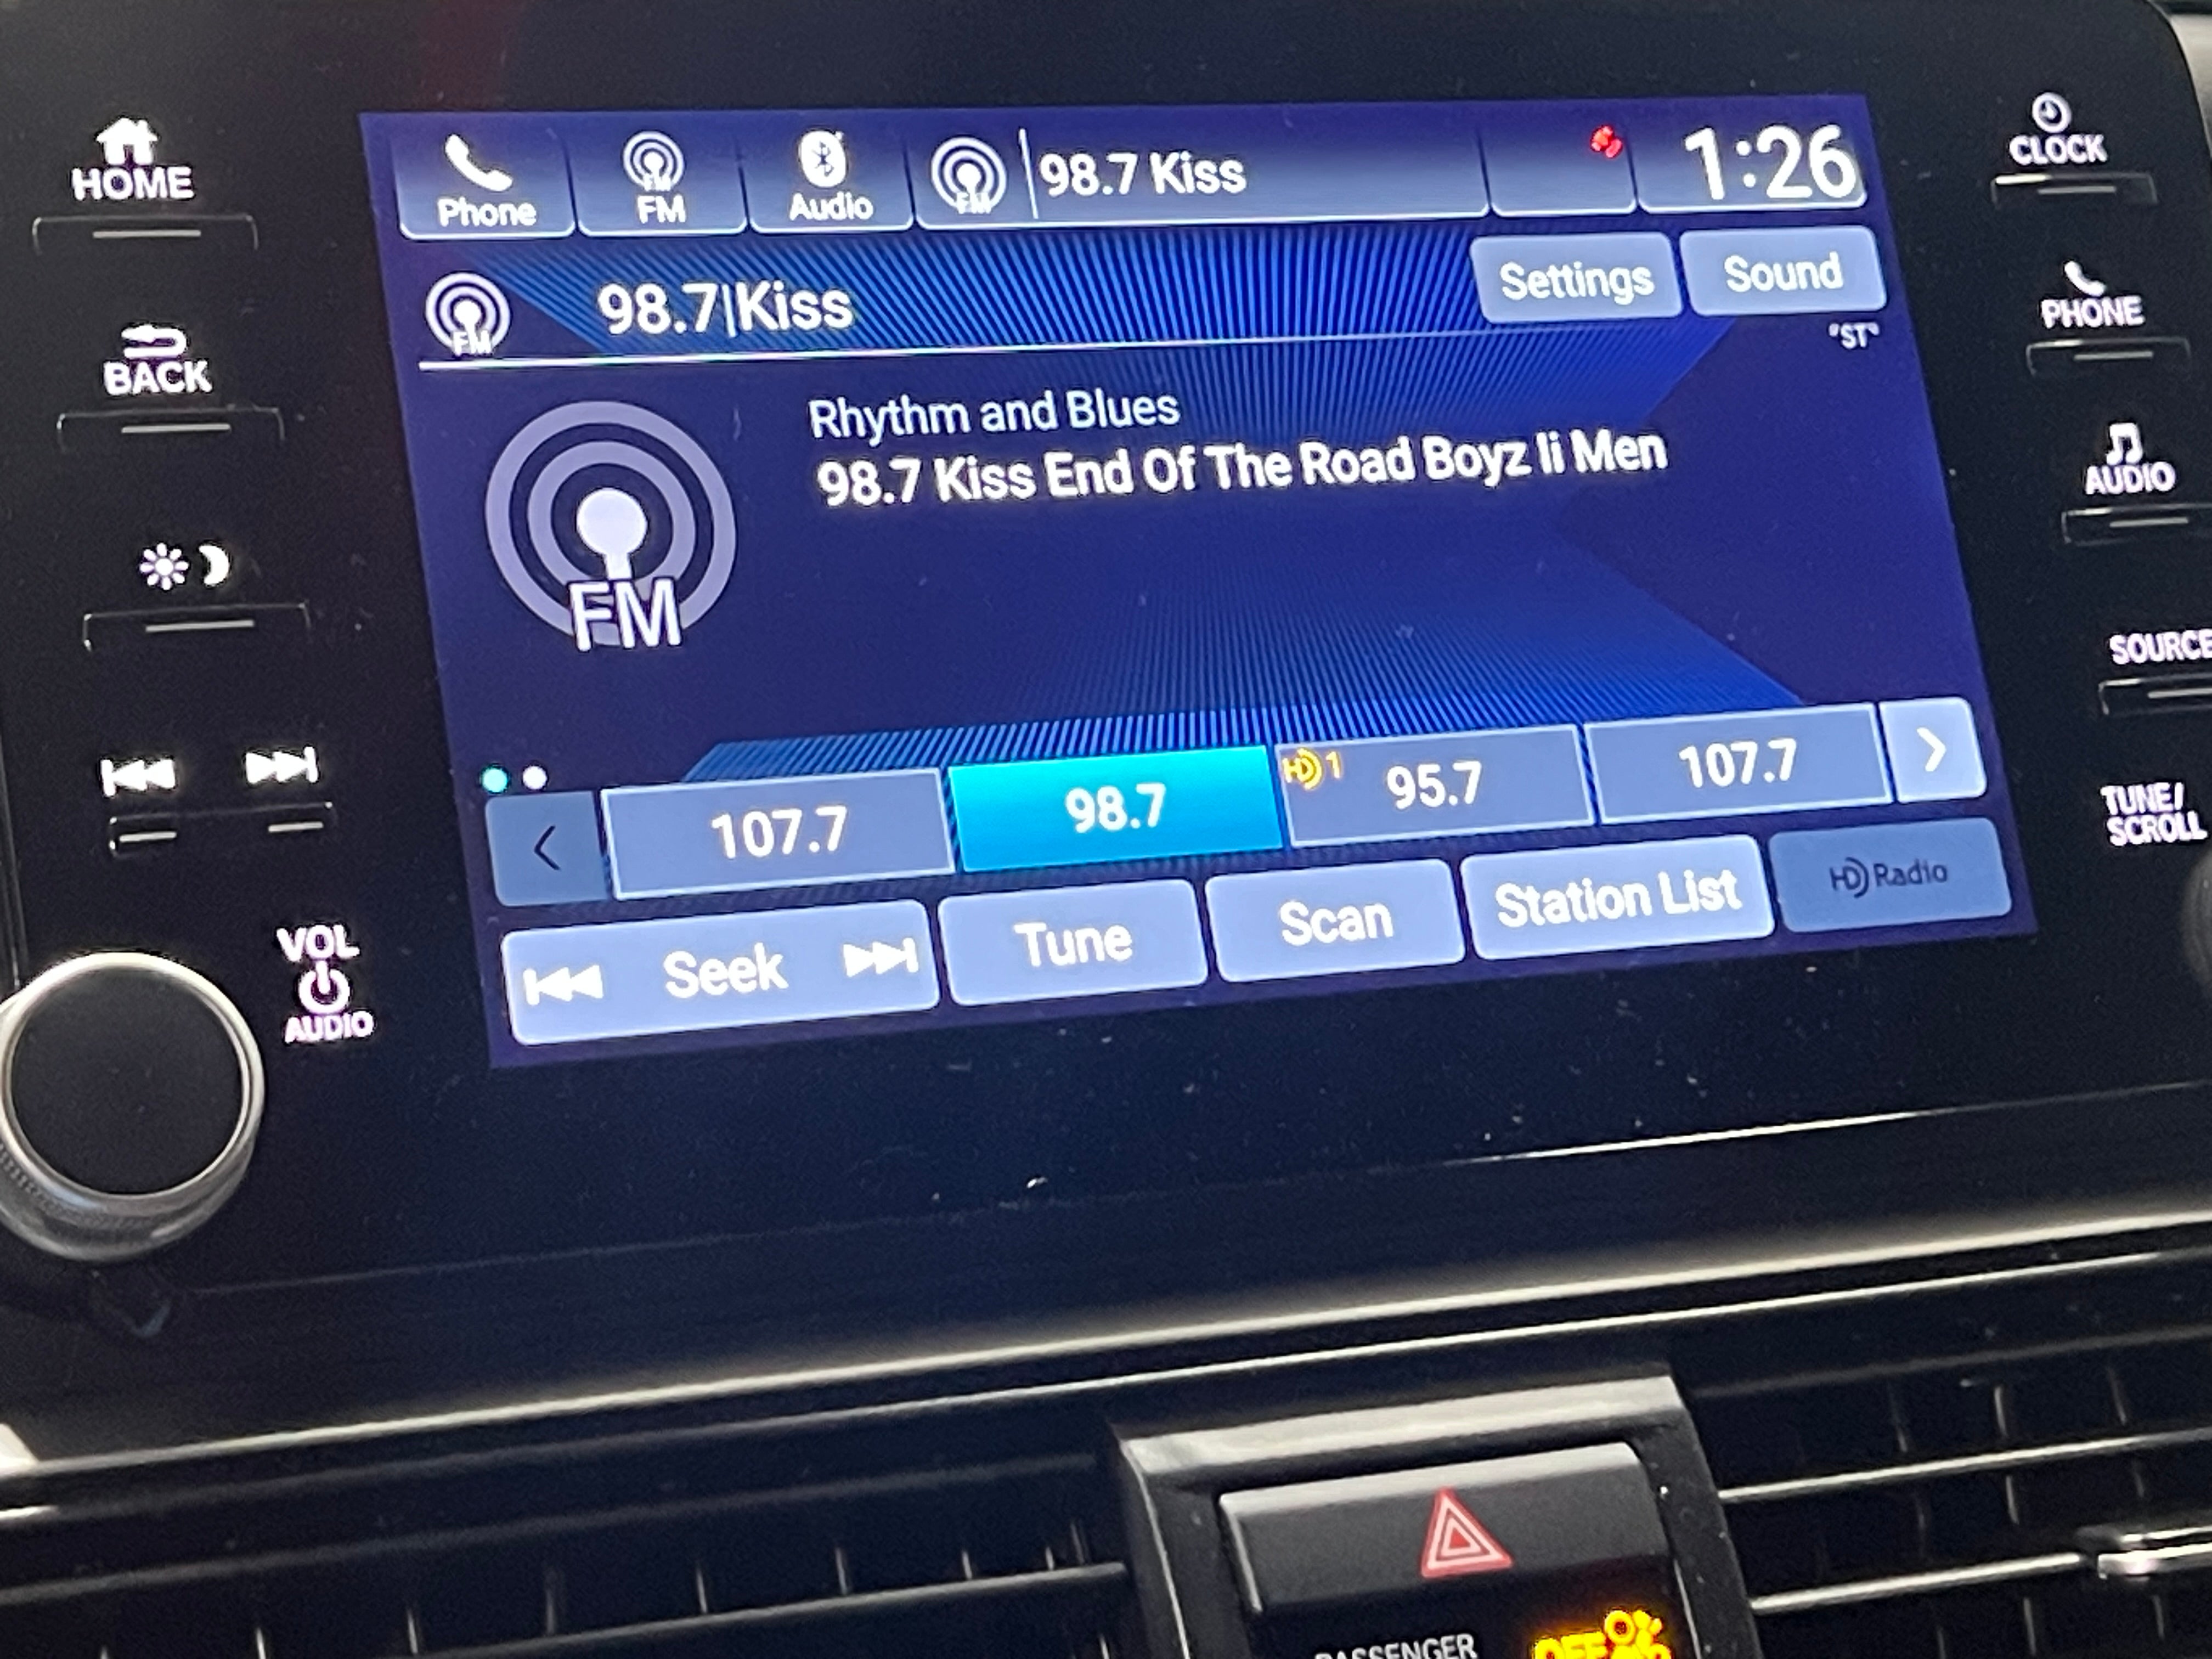 HOME
BACK
VOL
AUDIO
Phone
FM
Audio
FM
98.7 Kiss
1:26
FM
98.7|Kiss
Settings
Sound
"ST"
Rhythm and Blues
98.7 Kiss End Of The Road Boyz Ii Men
FM
107.7
98.7
HD 1
95.7
107.7
Seek
Tune
Scan
Station List
HD Radio
CLOCK
PHONE
AUDIO
SOURCE
TUNE/
SCROLL
PASSENGER
OFF